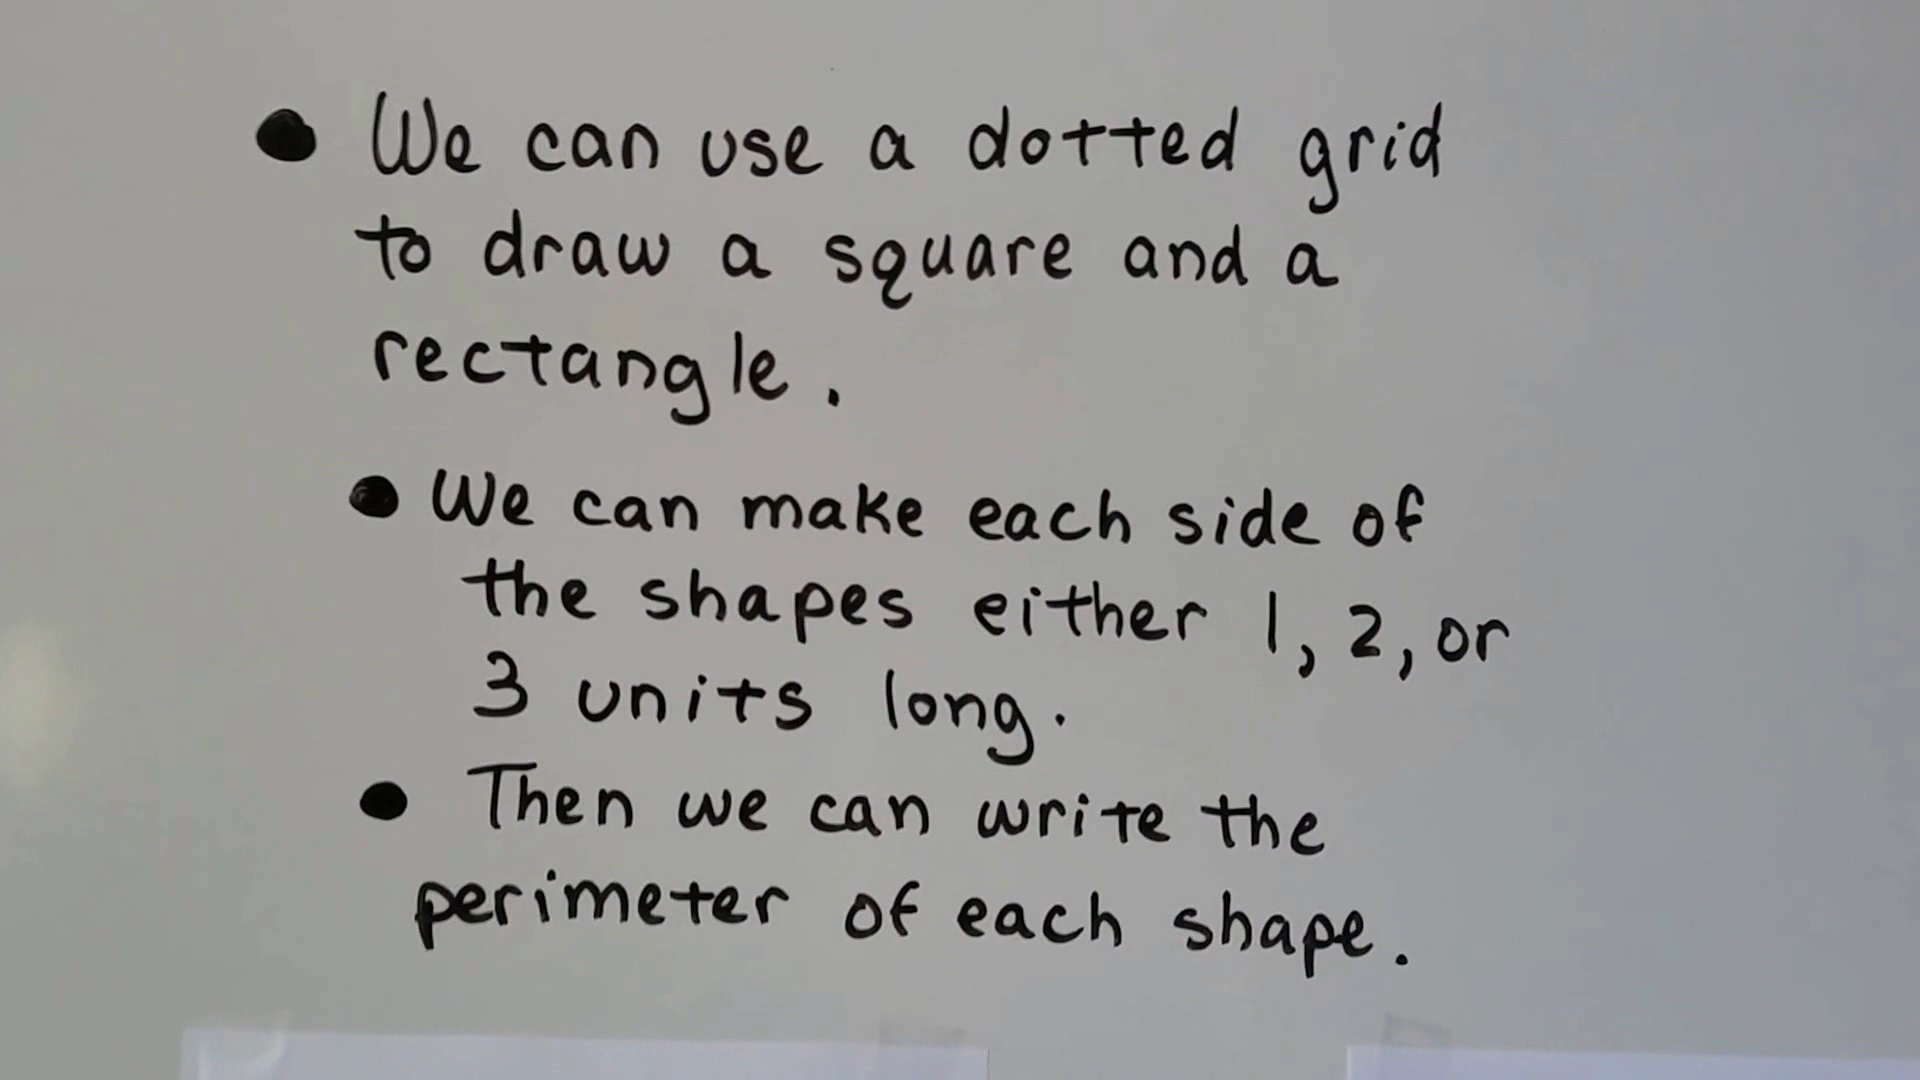 • We can use a dotted grid
to draw a square and a
rectangle.
• We can make each side of
the shapes either 1, 2, or
3 units long.
• Then we can write the
perimeter of each shape.